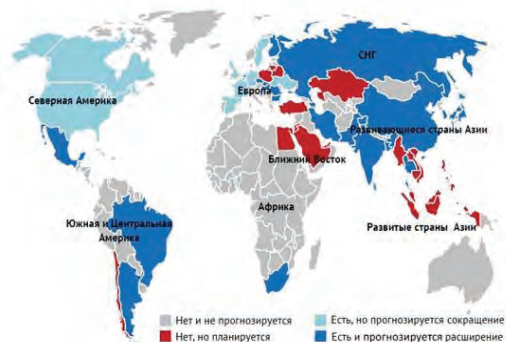 СНГ
Северная Америка
Европа
Развивающиеся страны Азии
Ближний Восток
Африка
Южная и Центральная
Америка
Развитые страны Азии
Нет и не прогнозируется
Есть, но прогнозируется сокращение
Нет, но планируется
Есть и прогнозируется расширение